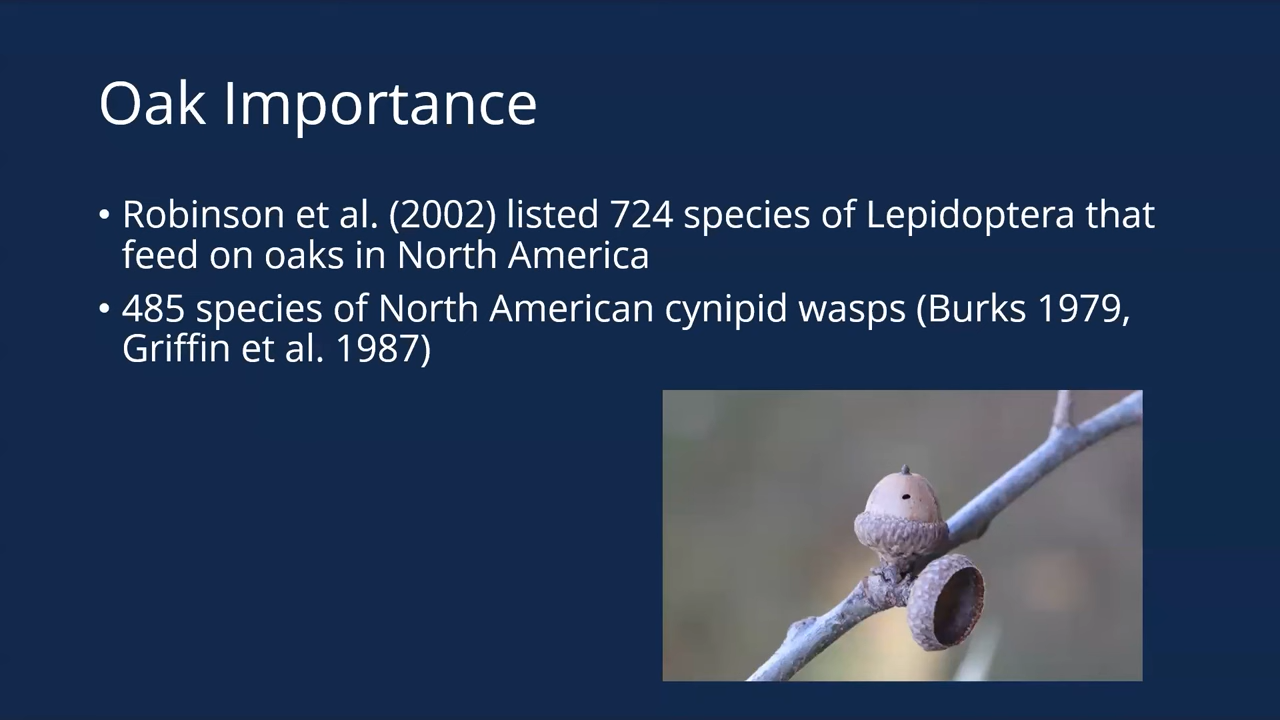 Oak Importance
• Robinson et al. (2002) listed 724 species of Lepidoptera that
feed on oaks in North America
• 485 species of North American cynipid wasps (Burks 1979,
Griffin et al. 1987)